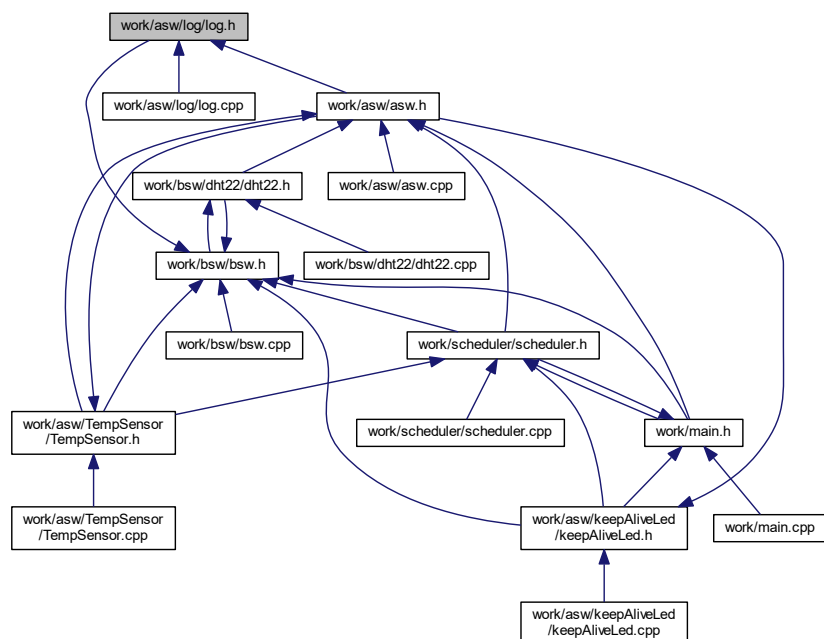 work/asw/log/log.h
work/asw/log/log.cpp
work/asw/asw.h
work/bsw/dht22/dht22.h
work/asw/asw.cpp
work/bsw/bsw.h
work/bsw/dht22/dht22.cpp
work/bsw/bsw.cpp
work/scheduler/scheduler.h
work/asw/TempSensor
/TempSensor.h
work/scheduler/scheduler.cpp
work/main.h
work/asw/TempSensor
/TempSensor.cpp
work/asw/keepAliveLed
/keepAliveLed.h
work/main.cpp
work/asw/keepAliveLed
/keepAliveLed.cpp